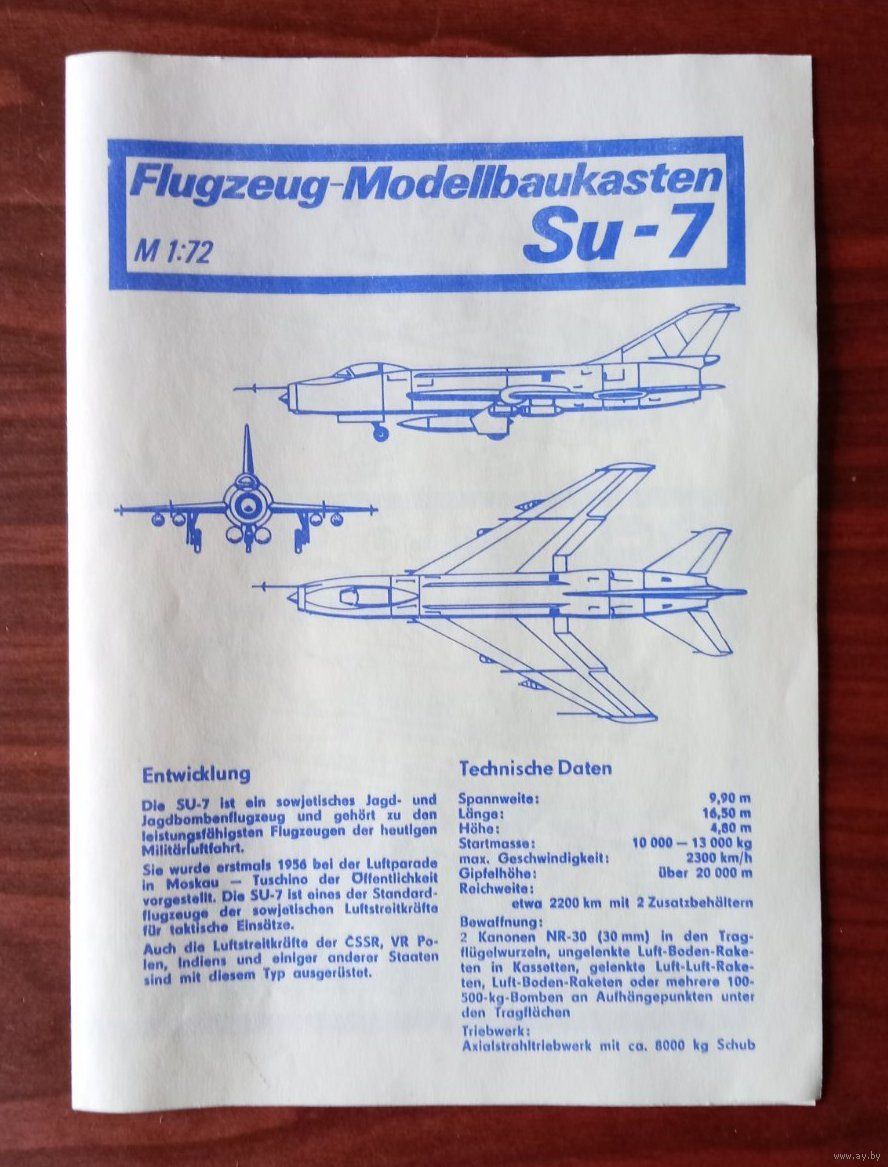 Flugzeug-Modellbaukasten
Su-7
M 1:72
Entwicklung
Die SU-7 ist ein sowjetisches Jagd- und
Jagdbombenflugzeug und gehört zu den
leistungsfähigsten Flugzeugen der heutigen
Militärluftfahrt.
Sie wurde erstmals 1956 bei der Luftparade
in Moskau — Tuschino der Öffentlichkeit
vorgestellt. Die SU-7 ist eines der Standard-
flugzeuge der sowjetischen Luftstreitkräfte
für taktische Einsätze.
Auch die Luftstreitkräfte der ČSSR, VR Po-
len, Indiens und einiger anderer Staaten
sind mit diesem Typ ausgerüstet.
Technische Daten
Spannweite: 9,90 m
Länge: 16,50 m
Höhe: 4,80 m
Startmasse: 10 000 — 13 000 kg
max. Geschwindigkeit: 2300 km/h
Gipfelhöhe: über 20 000 m
Reichweite:
etwa 2200 km mit 2 Zusatzbehältern
Bewaffnung:
2 Kanonen NR-30 (30 mm) in den Trag-
flügelwurzeln, ungelenkte Luft-Boden-Rake-
ten in Kassetten, gelenkte Luft-Luft-Rake-
ten, Luft-Boden-Raketen oder mehrere 100-
500-kg-Bomben an Aufhängepunkten unter
den Tragflächen
Triebwerk:
Axialstrahltriebwerk mit ca. 8000 kg Schub
www.ay.by